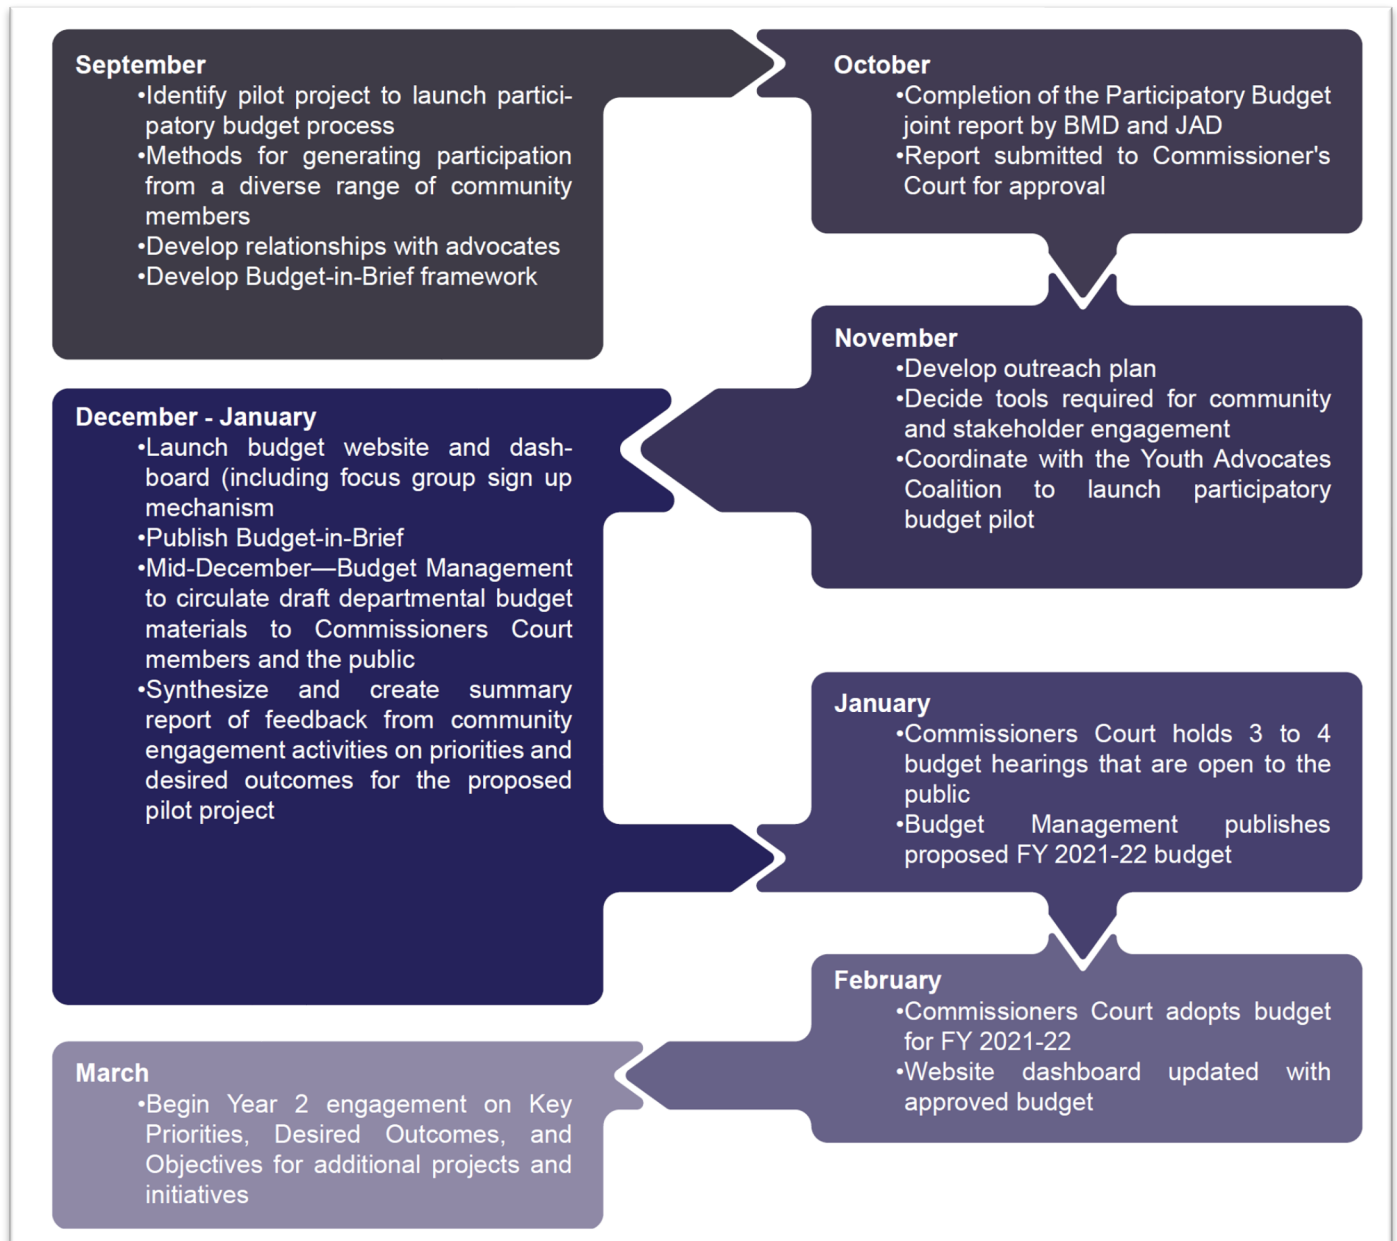 September
•Identify pilot project to launch partici-
patory budget process
•Methods for generating participation
from a diverse range of community
members
•Develop relationships with advocates
•Develop Budget-in-Brief framework
October
•Completion of the Participatory Budget
joint report by BMD and JAD
•Report submitted to Commissioner's
Court for approval
November
•Develop outreach plan
•Decide tools required for community
and stakeholder engagement
•Coordinate with the Youth Advocates
Coalition to launch participatory
budget pilot
December - January
•Launch budget website and dash-
board (including focus group sign up
mechanism
•Publish Budget-in-Brief
•Mid-December—Budget Management
to circulate draft departmental budget
materials to Commissioners Court
members and the public
•Synthesize and create summary
report of feedback from community
engagement activities on priorities and
desired outcomes for the proposed
pilot project
January
•Commissioners Court holds 3 to 4
budget hearings that are open to the
public
•Budget Management publishes
proposed FY 2021-22 budget
February
•Commissioners Court adopts budget
for FY 2021-22
•Website dashboard updated with
approved budget
March
•Begin Year 2 engagement on Key
Priorities, Desired Outcomes, and
Objectives for additional projects and
initiatives